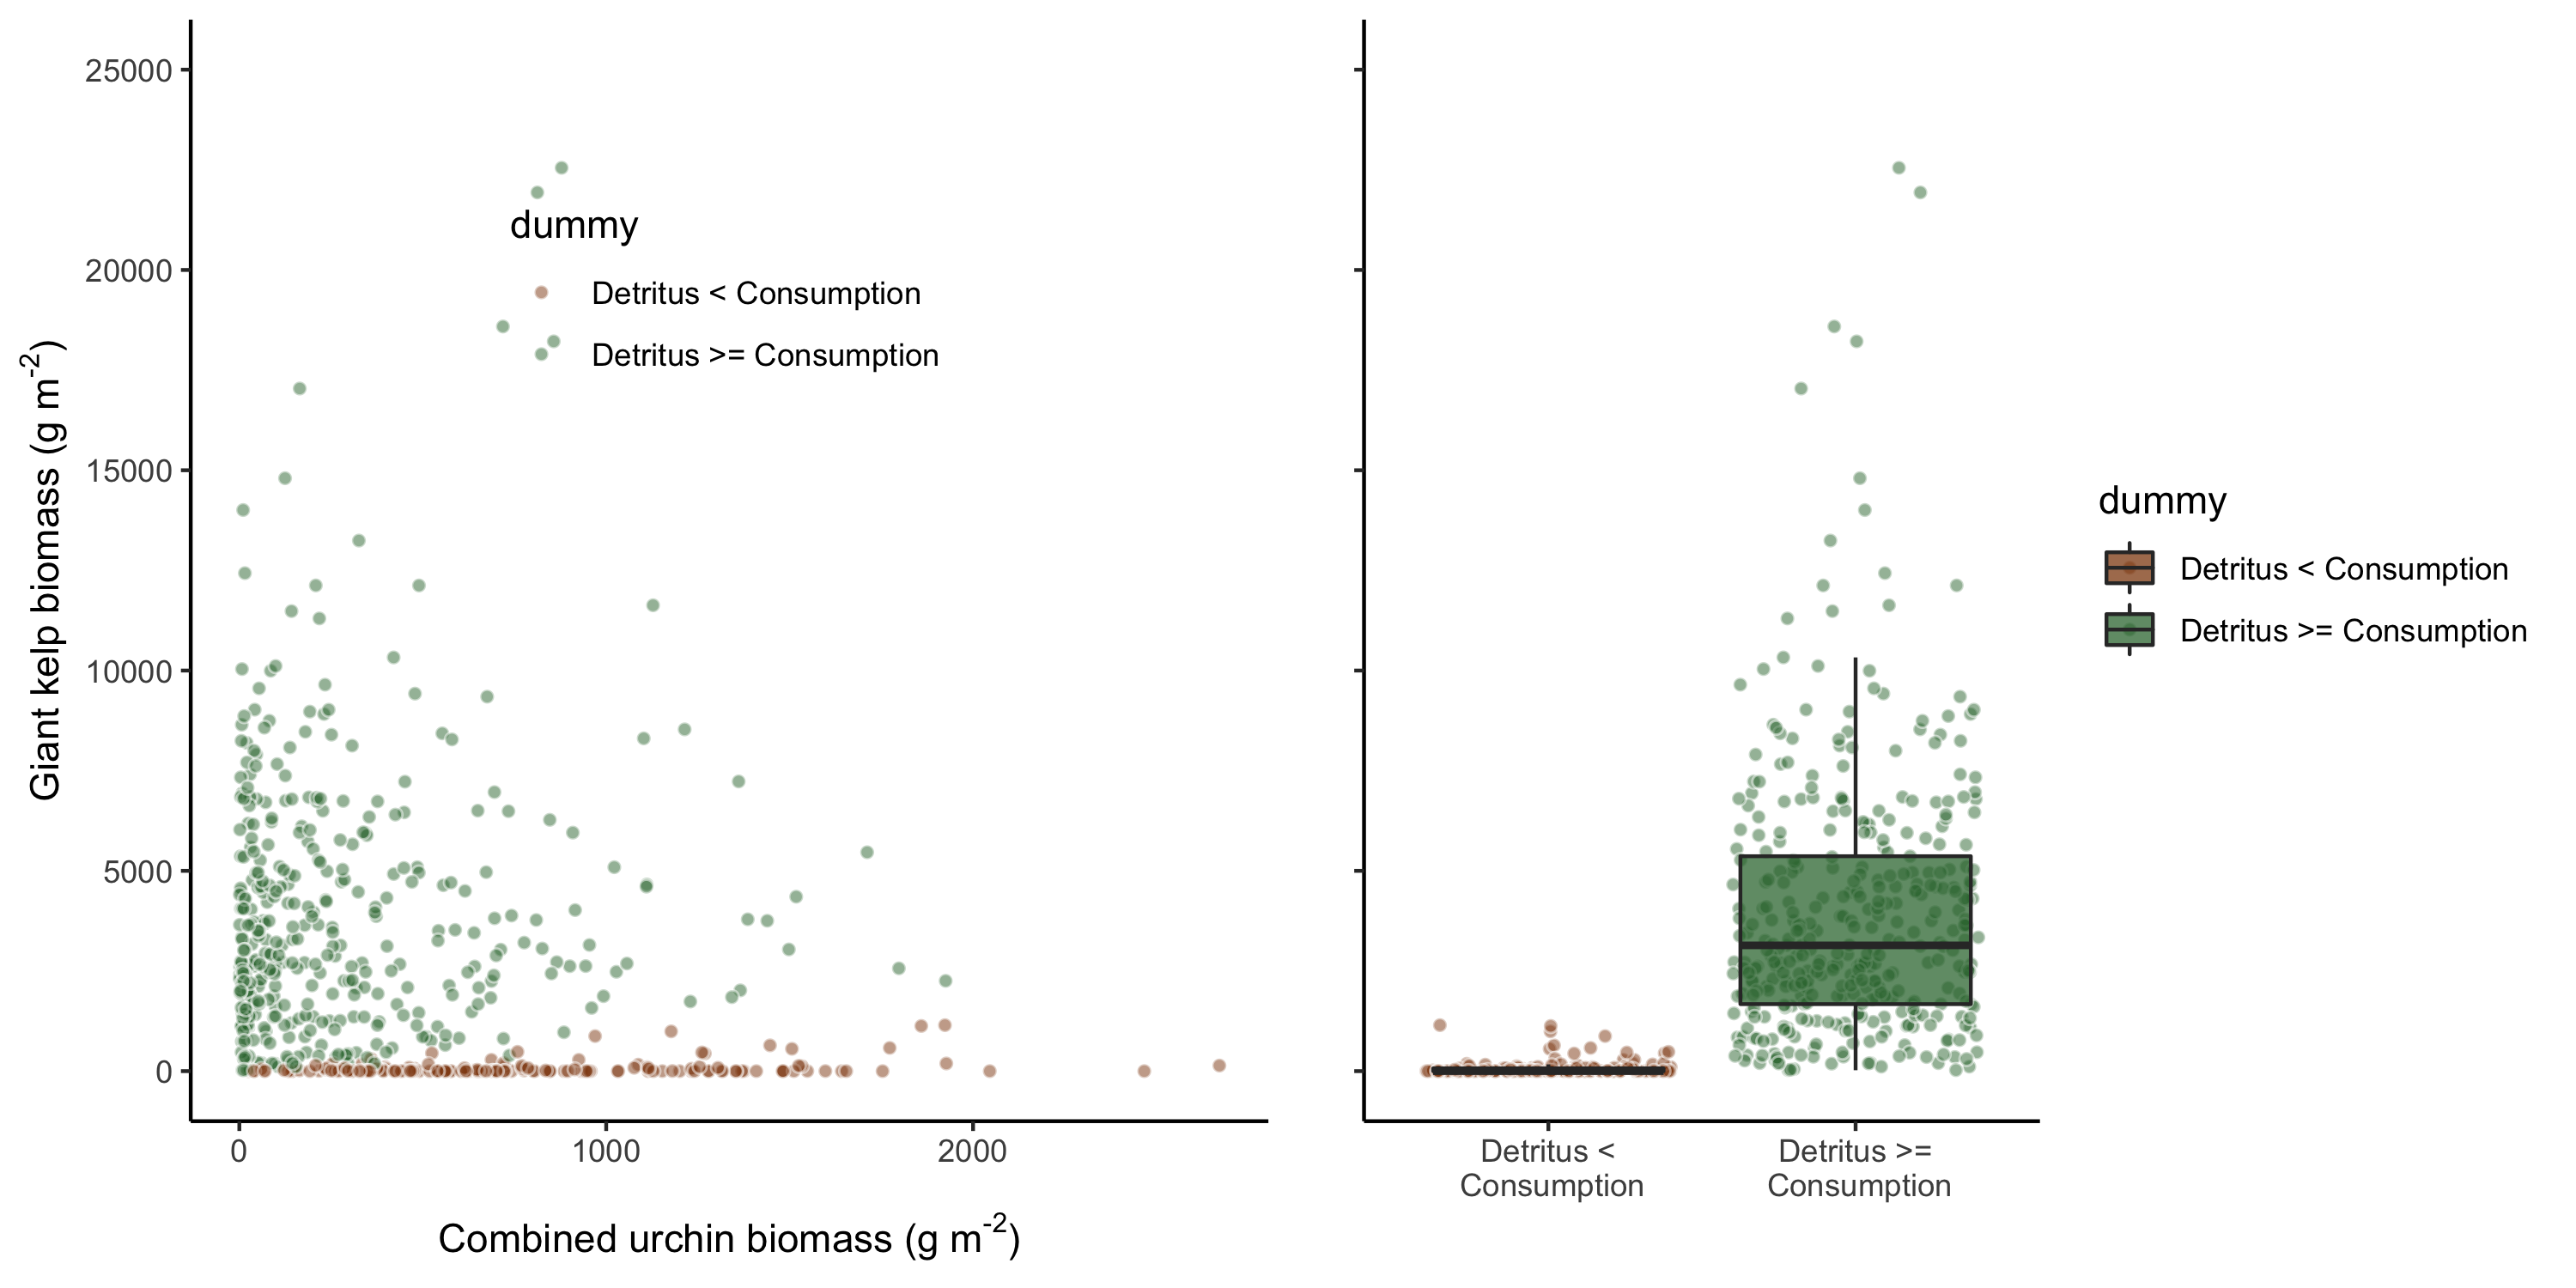 Giant kelp biomass (g m-2)
25000
20000
15000
10000
5000
0
dummy
Detritus < Consumption
Detritus >= Consumption
0
1000
2000
Combined urchin biomass (g m-2)
Detritus <
Consumption
Detritus >=
Consumption
dummy
Detritus < Consumption
Detritus >= Consumption